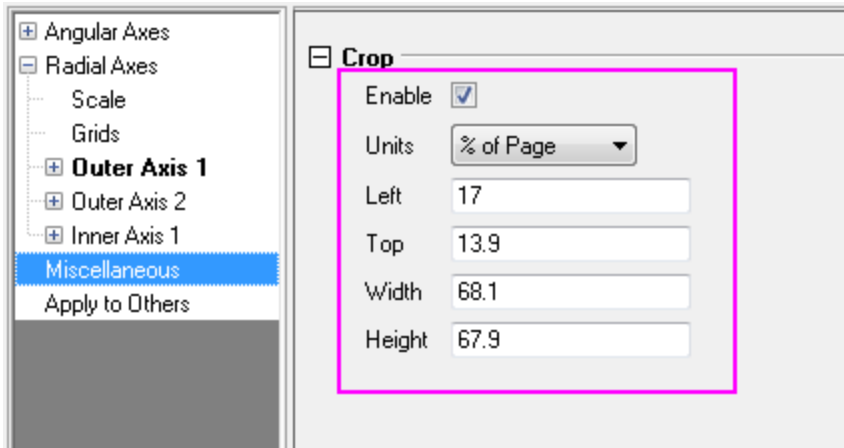 Angular Axes
Radial Axes
Scale
Grids
Outer Axis 1
Outer Axis 2
Inner Axis 1
Miscellaneous
Apply to Others
Crop
Enable
Units % of Page
Left 17
Top 13.9
Width 68.1
Height 67.9